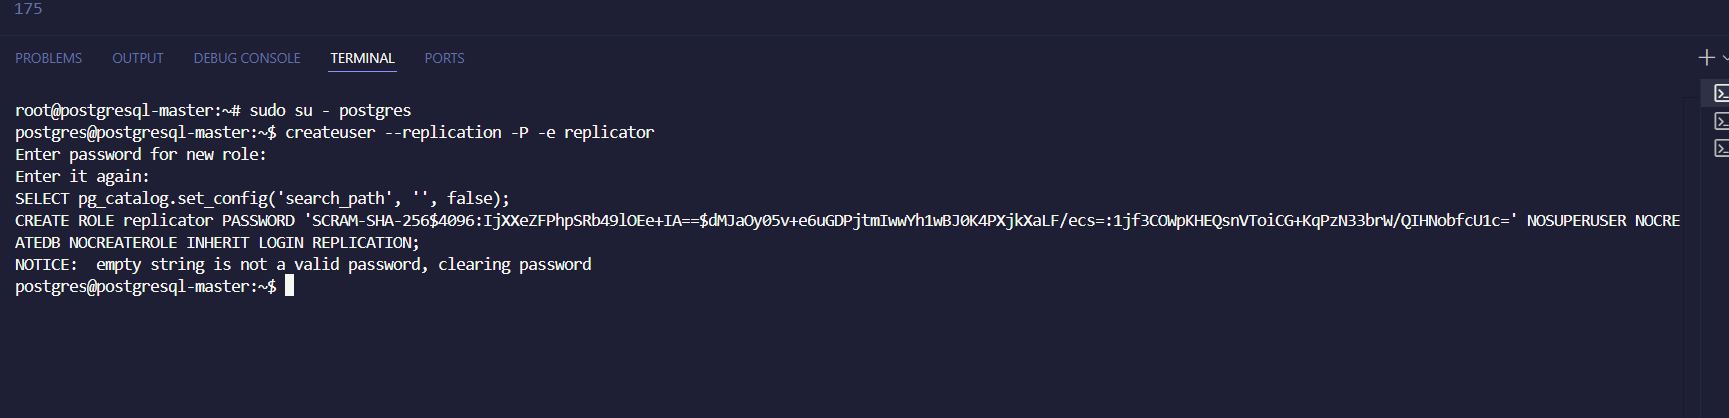 175
PROBLEMS OUTPUT DEBUG CONSOLE TERMINAL PORTS
root@postgresql-master:~# sudo su - postgres
postgres@postgresql-master:~$ createuser --replication -P -e replicator
Enter password for new role:
Enter it again:
SELECT pg_catalog.set_config('search_path', '', false);
CREATE ROLE replicator PASSWORD 'SCRAM-SHA-256$4096:IjXXeZFPhpSRb49lOEe+IA==$dMJaOy05v+e6uGDPjtmIwwYh1wBJ0K4PXjkXaLF/ecs=:1jf3COWpKHEQsnVToiCG+KqPzN33brW/QIHNobfcU1c=' NOSUPERUSER NOCRE
ATEDB NOCREATEROLE INHERIT LOGIN REPLICATION;
NOTICE:  empty string is not a valid password, clearing password
postgres@postgresql-master:~$